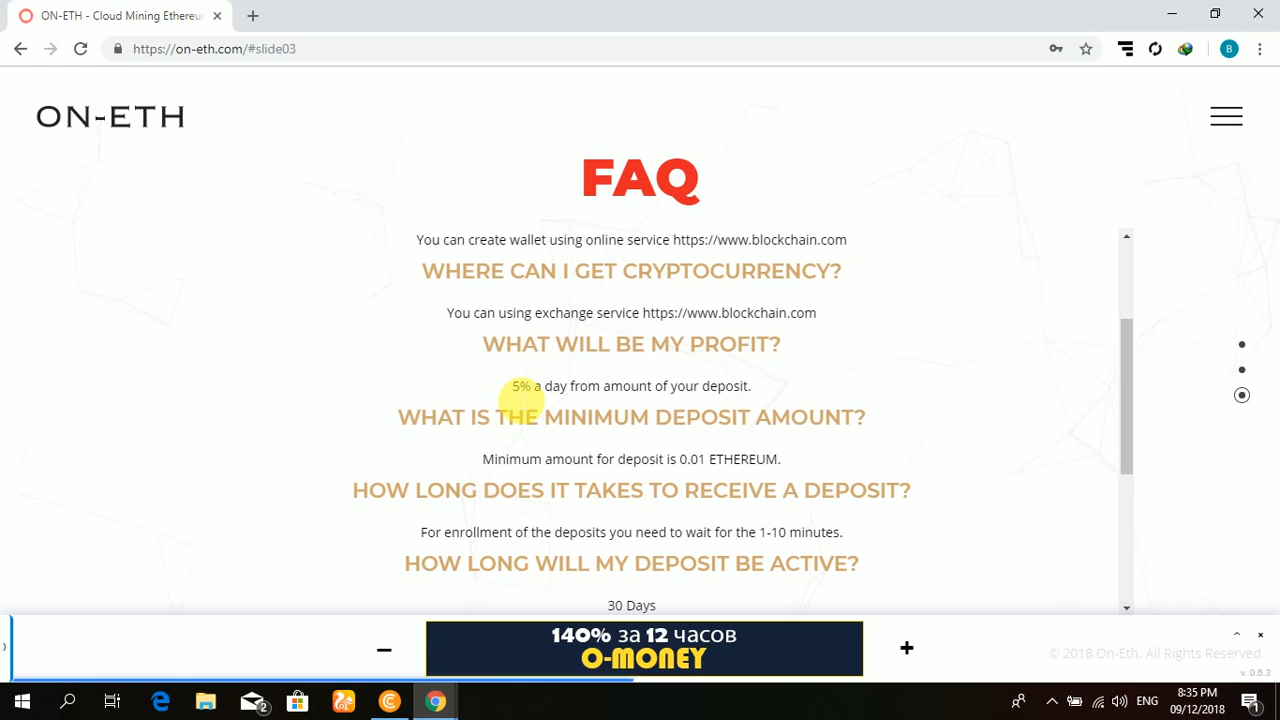 ON-ETH - Cloud Mining Ethereu
https://on-eth.com/#slide03
B
ON-ETH
FAQ
You can create wallet using online service https://www.blockchain.com
WHERE CAN I GET CRYPTOCURRENCY?
You can using exchange service https://www.blockchain.com
WHAT WILL BE MY PROFIT?
5% a day from amount of your deposit.
WHAT IS THE MINIMUM DEPOSIT AMOUNT?
Minimum amount for deposit is 0.01 ETHEREUM.
HOW LONG DOES IT TAKES TO RECEIVE A DEPOSIT?
For enrollment of the deposits you need to wait for the 1-10 minutes.
HOW LONG WILL MY DEPOSIT BE ACTIVE?
30 Days
140% за 12 часов
O-MONEY
© 2018 On-Eth. All Rights Reserved
v. 0.5.3
2
ENG
8:35 PM
09/12/2018
1